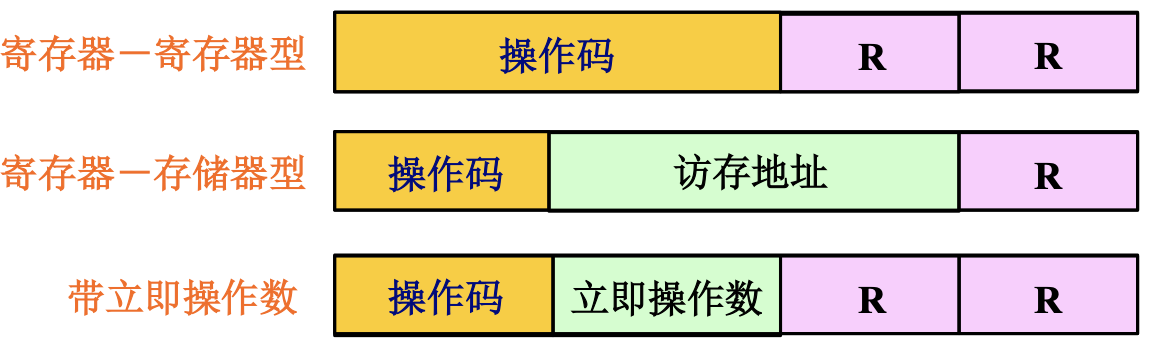 寄存器－寄存器型 操作码 R R
寄存器－存储器型 操作码 访存地址 R
带立即操作数 操作码 立即操作数 R R